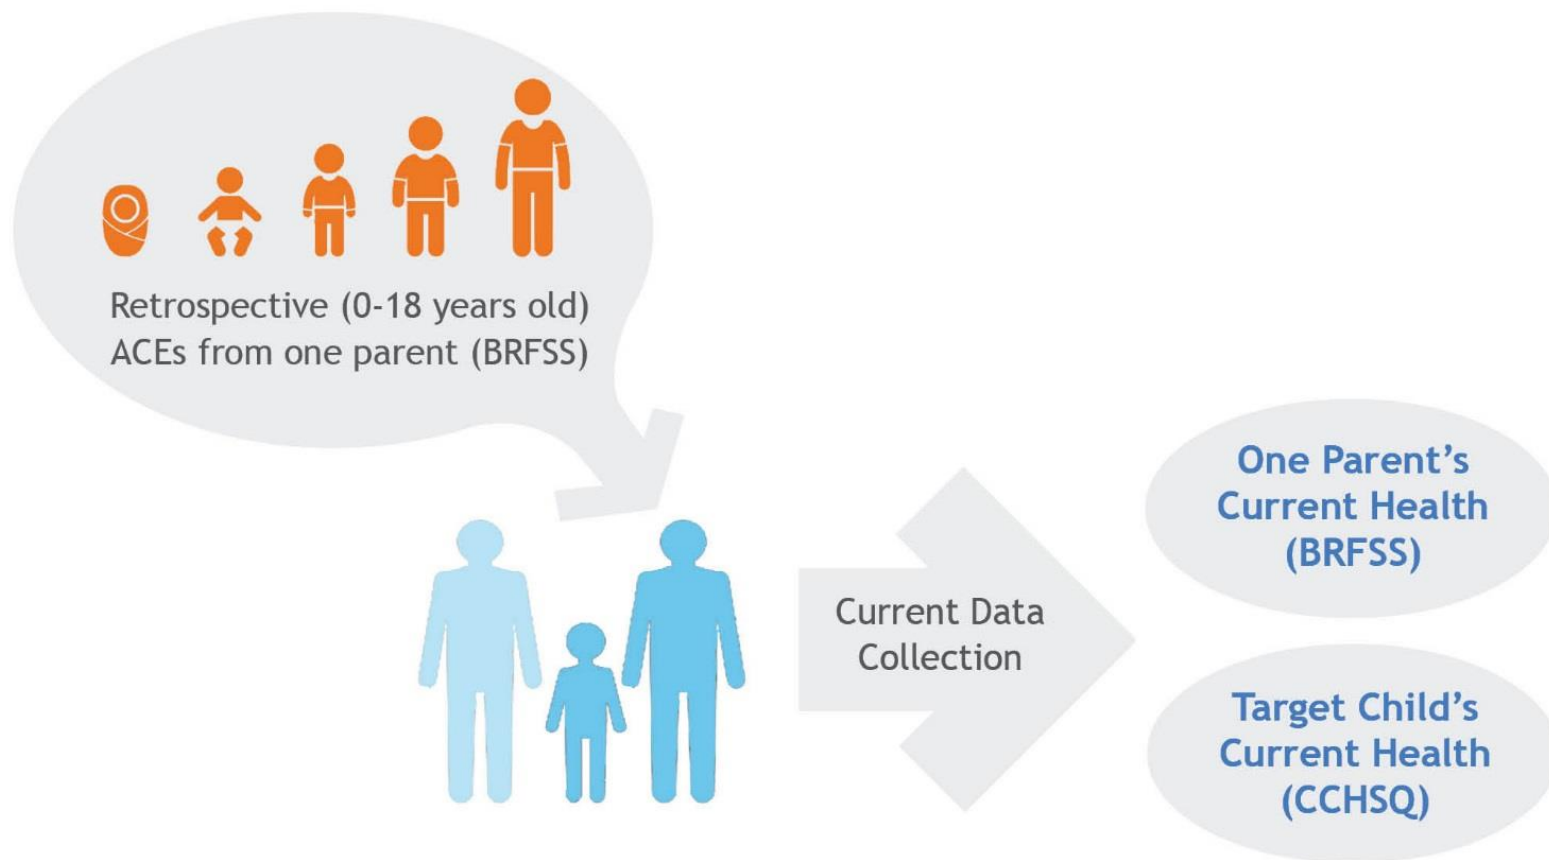 Retrospective (0-18 years old)
ACEs from one parent (BRFSS)
Current Data
Collection
One Parent’s
Current Health
(BRFSS)
Target Child’s
Current Health
(CCHSQ)